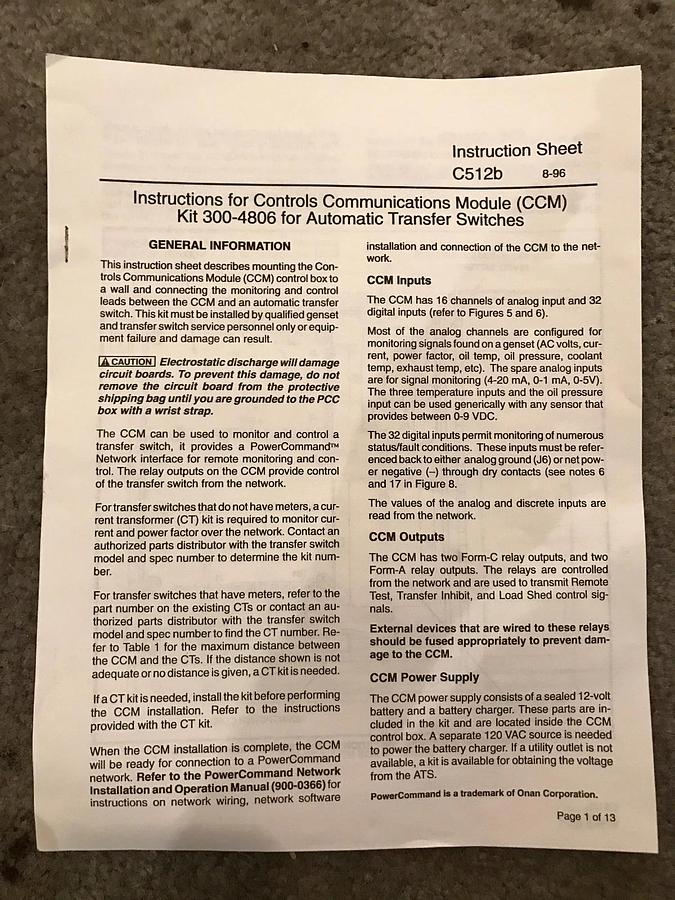 Instruction Sheet
C512b 8-96
Instructions for Controls Communications Module (CCM)
Kit 300-4806 for Automatic Transfer Switches
GENERAL INFORMATION
This instruction sheet describes mounting the Con-
trols Communications Module (CCM) control box to
a wall and connecting the monitoring and control
leads between the CCM and an automatic transfer
switch. This kit must be installed by qualified genset
and transfer switch service personnel only or equip-
ment failure and damage can result.
⚠CAUTION Electrostatic discharge will damage
circuit boards. To prevent this damage, do not
remove the circuit board from the protective
shipping bag until you are grounded to the PCC
box with a wrist strap.
The CCM can be used to monitor and control a
transfer switch, it provides a PowerCommand™
Network interface for remote monitoring and con-
trol. The relay outputs on the CCM provide control
of the transfer switch from the network.
For transfer switches that do not have meters, a cur-
rent transformer (CT) kit is required to monitor cur-
rent and power factor over the network. Contact an
authorized parts distributor with the transfer switch
model and spec number to determine the kit num-
ber.
For transfer switches that have meters, refer to the
part number on the existing CTs or contact an au-
thorized parts distributor with the transfer switch
model and spec number to find the CT number. Re-
fer to Table 1 for the maximum distance between
the CCM and the CTs. If the distance shown is not
adequate or no distance is given, a CT kit is needed.
If a CT kit is needed, install the kit before performing
the CCM installation. Refer to the instructions
provided with the CT kit.
When the CCM installation is complete, the CCM
will be ready for connection to a PowerCommand
network. Refer to the PowerCommand Network
Installation and Operation Manual (900-0366) for
instructions on network wiring, network software
installation and connection of the CCM to the net-
work.
CCM Inputs
The CCM has 16 channels of analog input and 32
digital inputs (refer to Figures 5 and 6).
Most of the analog channels are configured for
monitoring signals found on a genset (AC volts, cur-
rent, power factor, oil temp, oil pressure, coolant
temp, exhaust temp, etc). The spare analog inputs
are for signal monitoring (4-20 mA, 0-1 mA, 0-5V).
The three temperature inputs and the oil pressure
input can be used generically with any sensor that
provides between 0-9 VDC.
The 32 digital inputs permit monitoring of numerous
status/fault conditions. These inputs must be refer-
enced back to either analog ground (J6) or net pow-
er negative (–) through dry contacts (see notes 6
and 17 in Figure 8.
The values of the analog and discrete inputs are
read from the network.
CCM Outputs
The CCM has two Form-C relay outputs, and two
Form-A relay outputs. The relays are controlled
from the network and are used to transmit Remote
Test, Transfer Inhibit, and Load Shed control sig-
nals.
External devices that are wired to these relays
should be fused appropriately to prevent dam-
age to the CCM.
CCM Power Supply
The CCM power supply consists of a sealed 12-volt
battery and a battery charger. These parts are in-
cluded in the kit and are located inside the CCM
control box. A separate 120 VAC source is needed
to power the battery charger. If a utility outlet is not
available, a kit is available for obtaining the voltage
from the ATS.
PowerCommand is a trademark of Onan Corporation.
Page 1 of 13